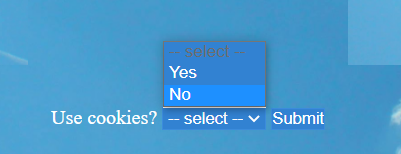 -- select --
Yes
No
Use cookies? -- select -- Submit